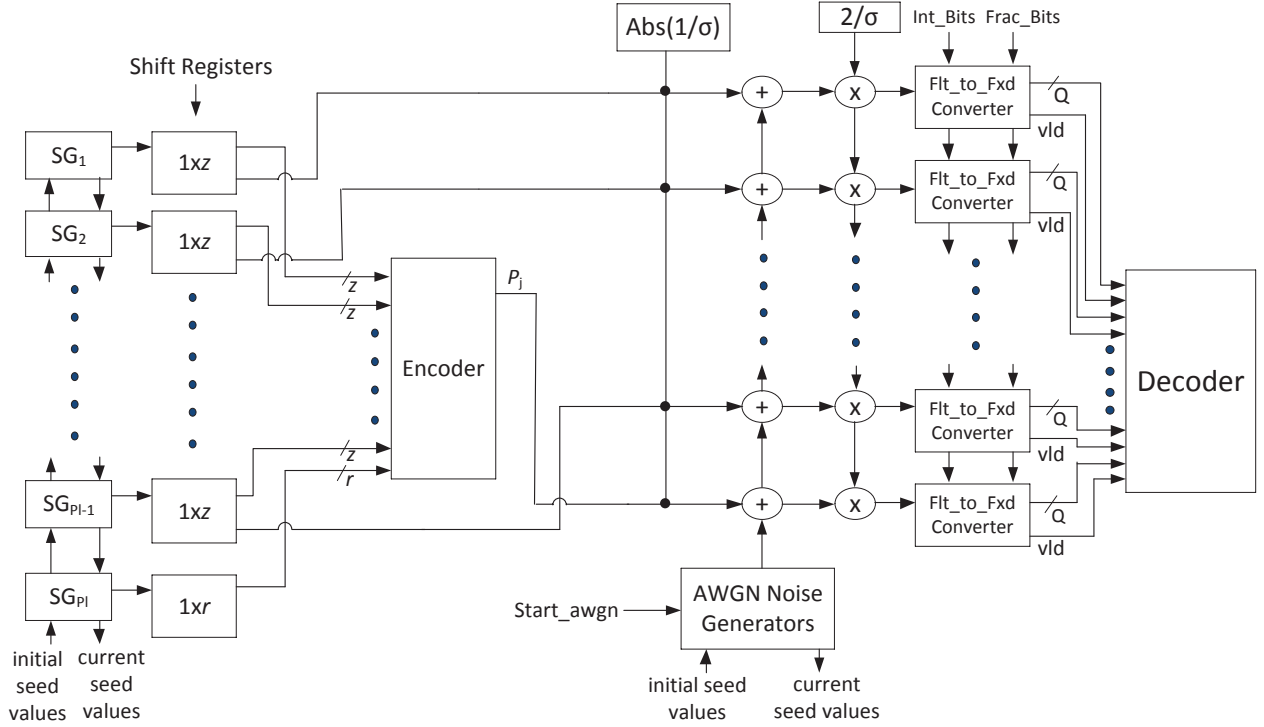 Abs(1/σ)
2/σ
Int_Bits Frac_Bits
Shift Registers
SG1
1xz
+
x
Flt_to_Fxd
Converter
Q
vld
SG2
1xz
+
x
Flt_to_Fxd
Converter
Q
vld
z
z
Pj
Encoder
Decoder
z
r
+
x
Flt_to_Fxd
Converter
Q
vld
SGPl-1
1xz
+
x
Flt_to_Fxd
Converter
Q
vld
SGPl
1xr
Start_awgn
AWGN Noise
Generators
initial
seed
values
current
seed
values
initial seed
values
current
seed values